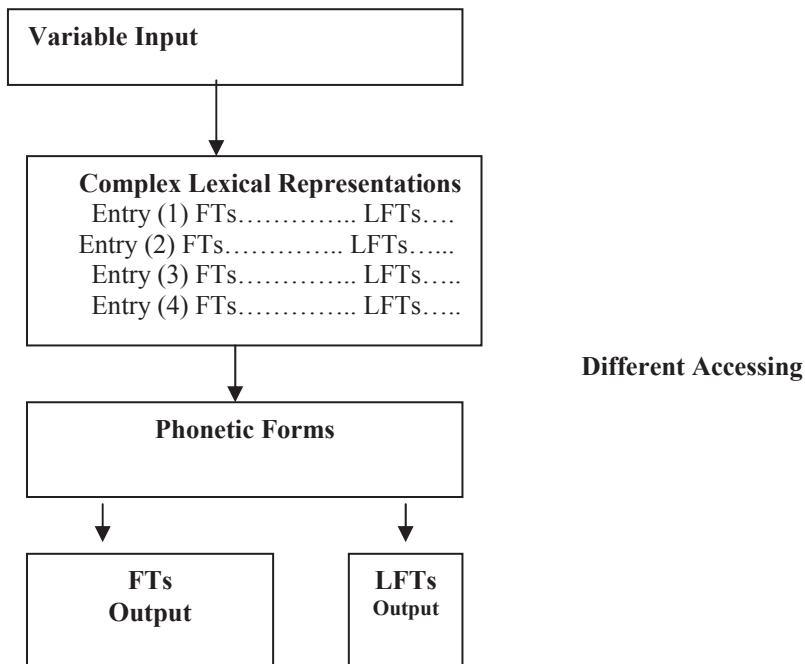 Variable Input
Complex Lexical Representations
Entry (1) FTs………….. LFTs….
Entry (2) FTs………….. LFTs…...
Entry (3) FTs………….. LFTs…..
Entry (4) FTs………….. LFTs…..
Different Accessing
Phonetic Forms
FTs
Output
LFTs
Output